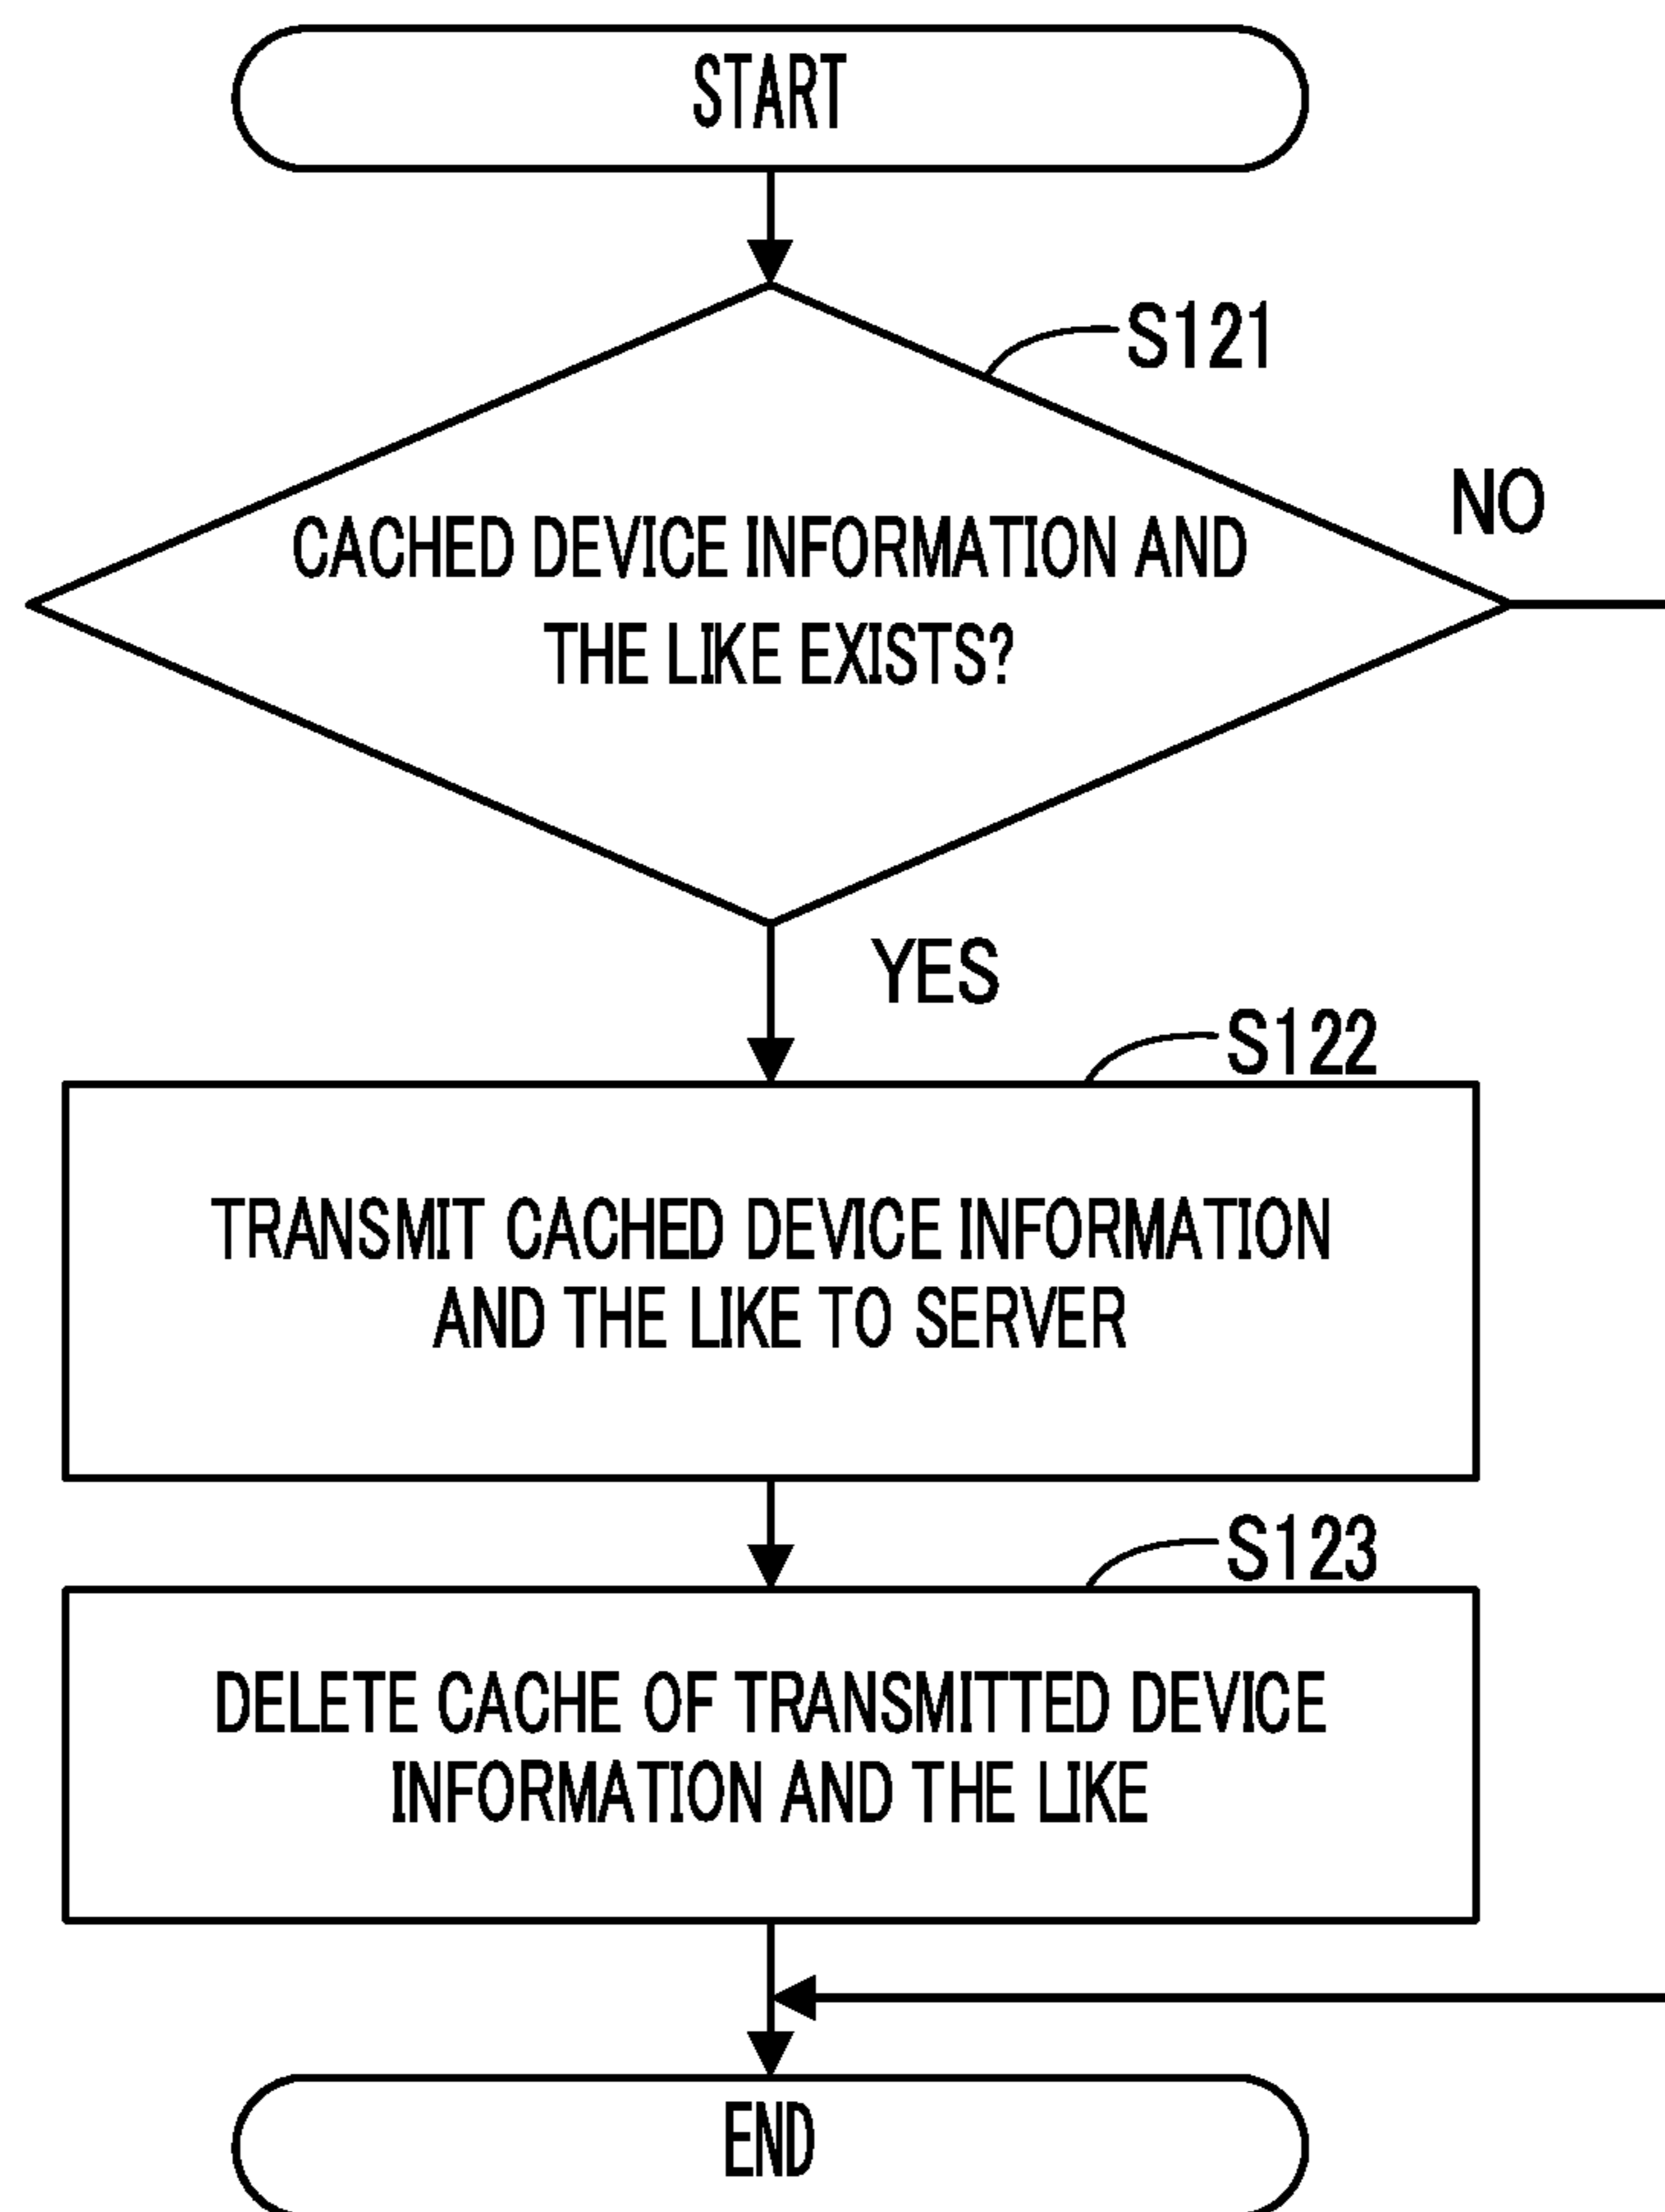 START
S121
NO
CACHED DEVICE INFORMATION AND
THE LIKE EXISTS?
YES
S122
TRANSMIT CACHED DEVICE INFORMATION
AND THE LIKE TO SERVER
S123
DELETE CACHE OF TRANSMITTED DEVICE
INFORMATION AND THE LIKE
END